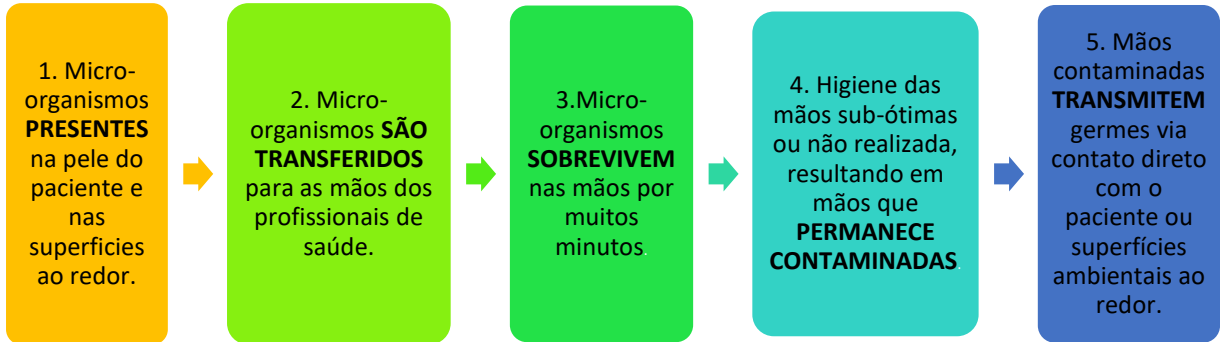 1. Micro-
organismos
PRESENTES
na pele do
paciente e
nas
superficies
ao redor.
2. Micro-
organismos SÃO
TRANSFERIDOS
para as mãos dos
profissionais de
saúde.
3.Micro-
organismos
SOBREVIVEM
nas mãos por
muitos
minutos.
4. Higiene das
mãos sub-ótimas
ou não realizada,
resultando em
mãos que
PERMANECE
CONTAMINADAS.
5. Mãos
contaminadas
TRANSMITEM
germes via
contato direto
com o
paciente ou
superfícies
ambientais ao
redor.